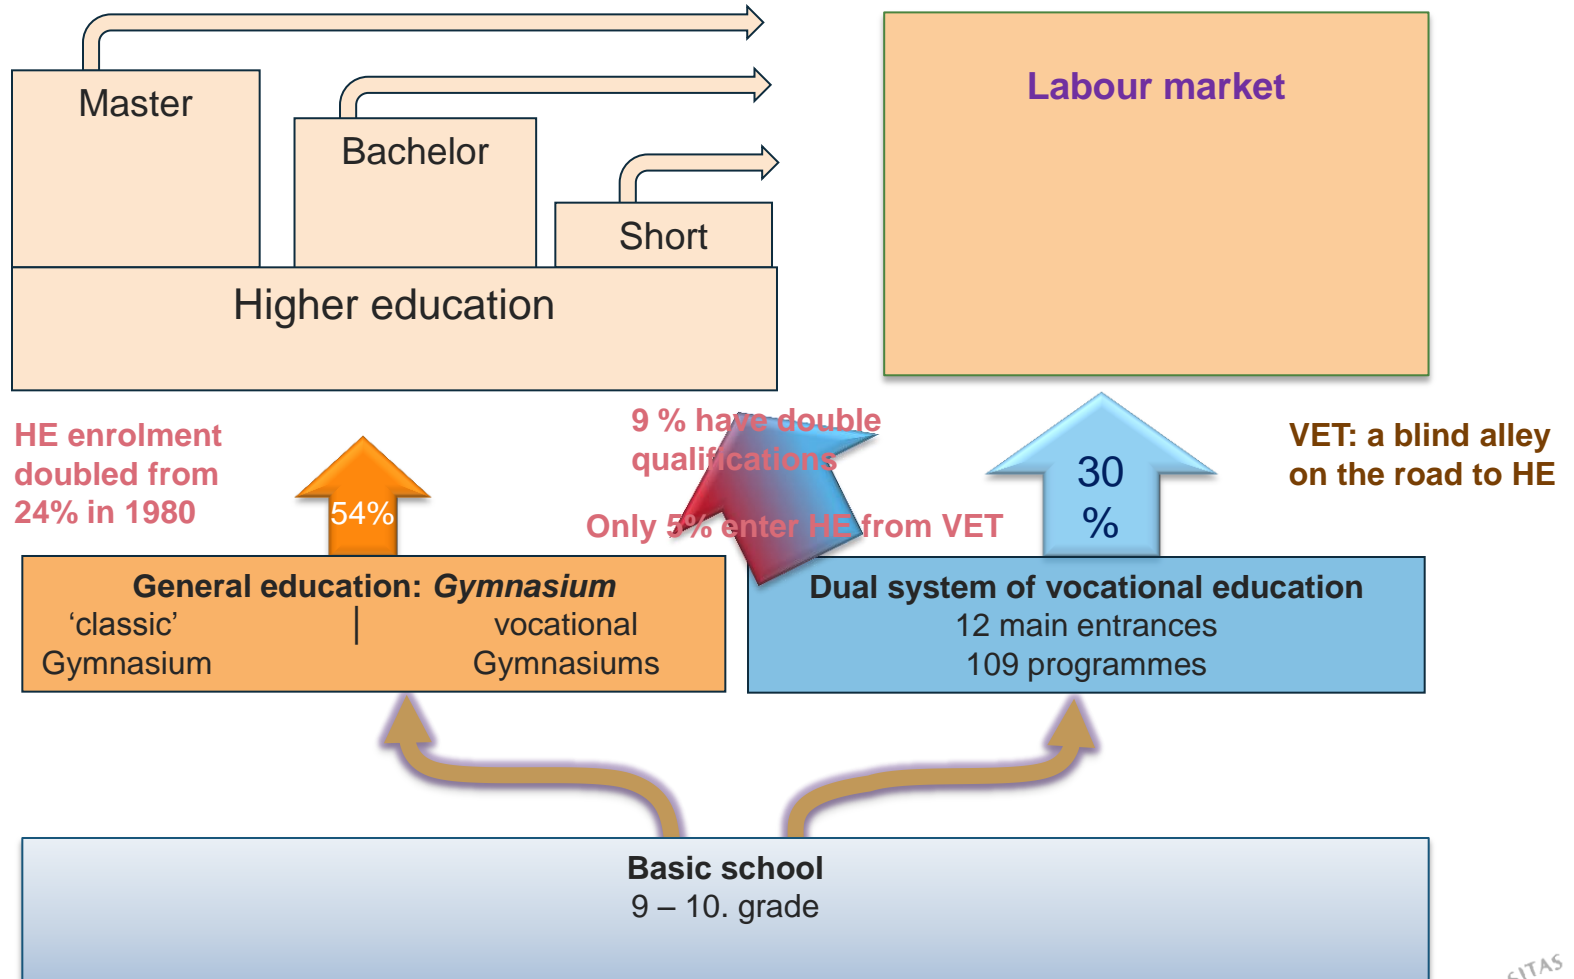 Master
Bachelor
Short
Higher education
Labour market
HE enrolment
doubled from
24% in 1980
54%
9 % have double
qualifications
Only 5% enter HE from VET
30
%
VET: a blind alley
on the road to HE
General education: Gymnasium
‘classic’ | vocational
Gymnasium Gymnasiums
Dual system of vocational education
12 main entrances
109 programmes
Basic school
9 – 10. grade